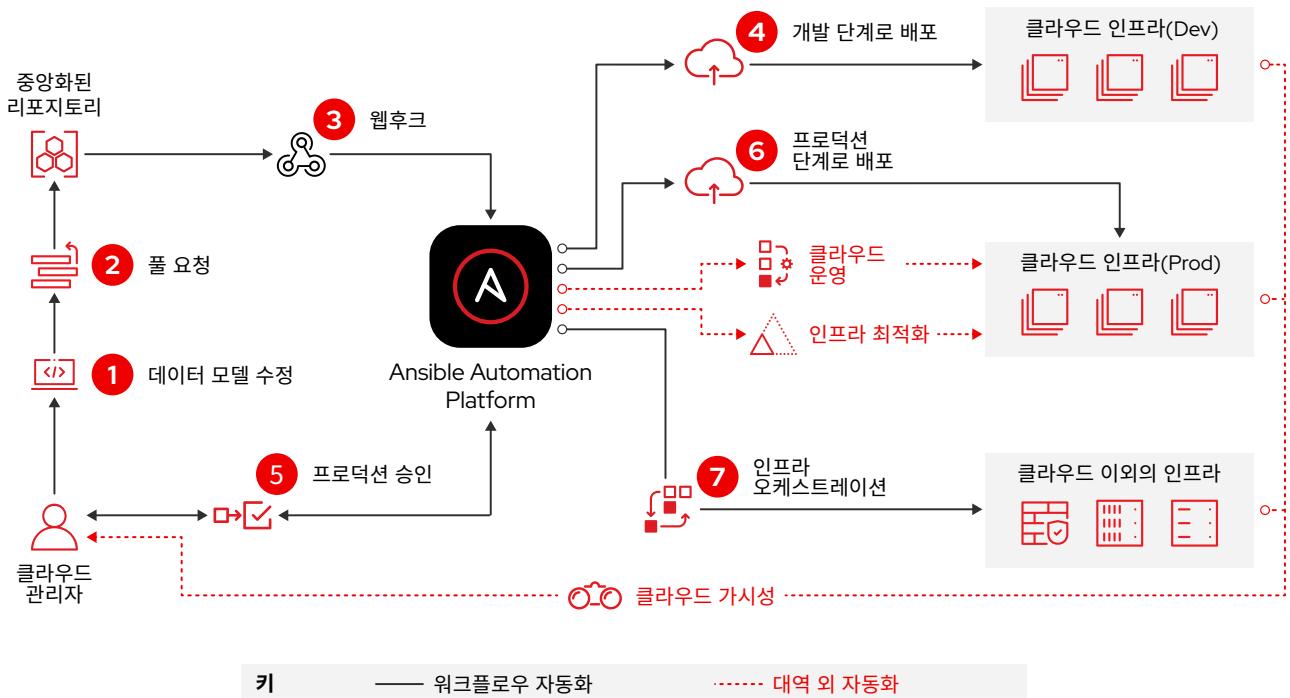 4 개발 단계로 배포
클라우드 인프라(Dev)
중앙화된
리포지토리
3 웹후크
6 프로덕션
단계로 배포
2 풀 요청
클라우드
운영
클라우드 인프라(Prod)
인프라 최적화
</>
1 데이터 모델 수정
Ansible Automation
Platform
5 프로덕션 승인
7 인프라
오케스트레이션
클라우드 이외의 인프라
클라우드
관리자
클라우드 가시성
키 워크플로우 자동화 대역 외 자동화